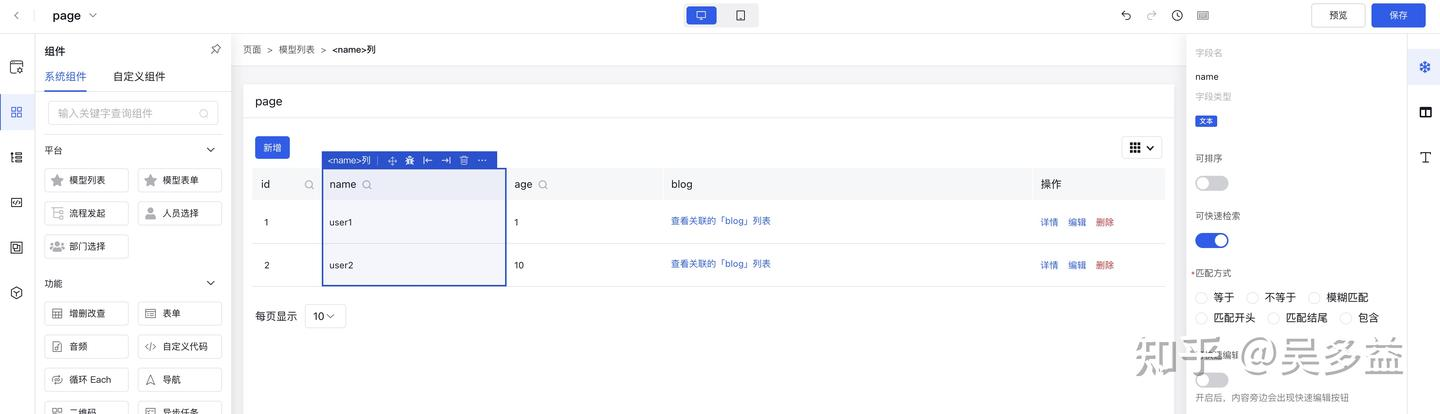 page
预览
保存
组件
系统组件
自定义组件
输入关键字查询组件
平台
模型列表
模型表单
流程发起
人员选择
部门选择
功能
增删改查
表单
音频
自定义代码
循环 Each
导航
二维码
异步任务
页面 > 模型列表 > <name>列
page
新增
<name>列
id
name
age
blog
操作
1
user1
1
查看关联的「blog」列表
详情 编辑 删除
2
user2
10
查看关联的「blog」列表
详情 编辑 删除
每页显示
10
字段名
name
字段类型
文本
可排序
可快速检索
*匹配方式
等于 不等于 模糊匹配
匹配开头 匹配结尾 包含
快速编辑
开启后，内容旁边会出现快速编辑按钮
知乎 @吴多益